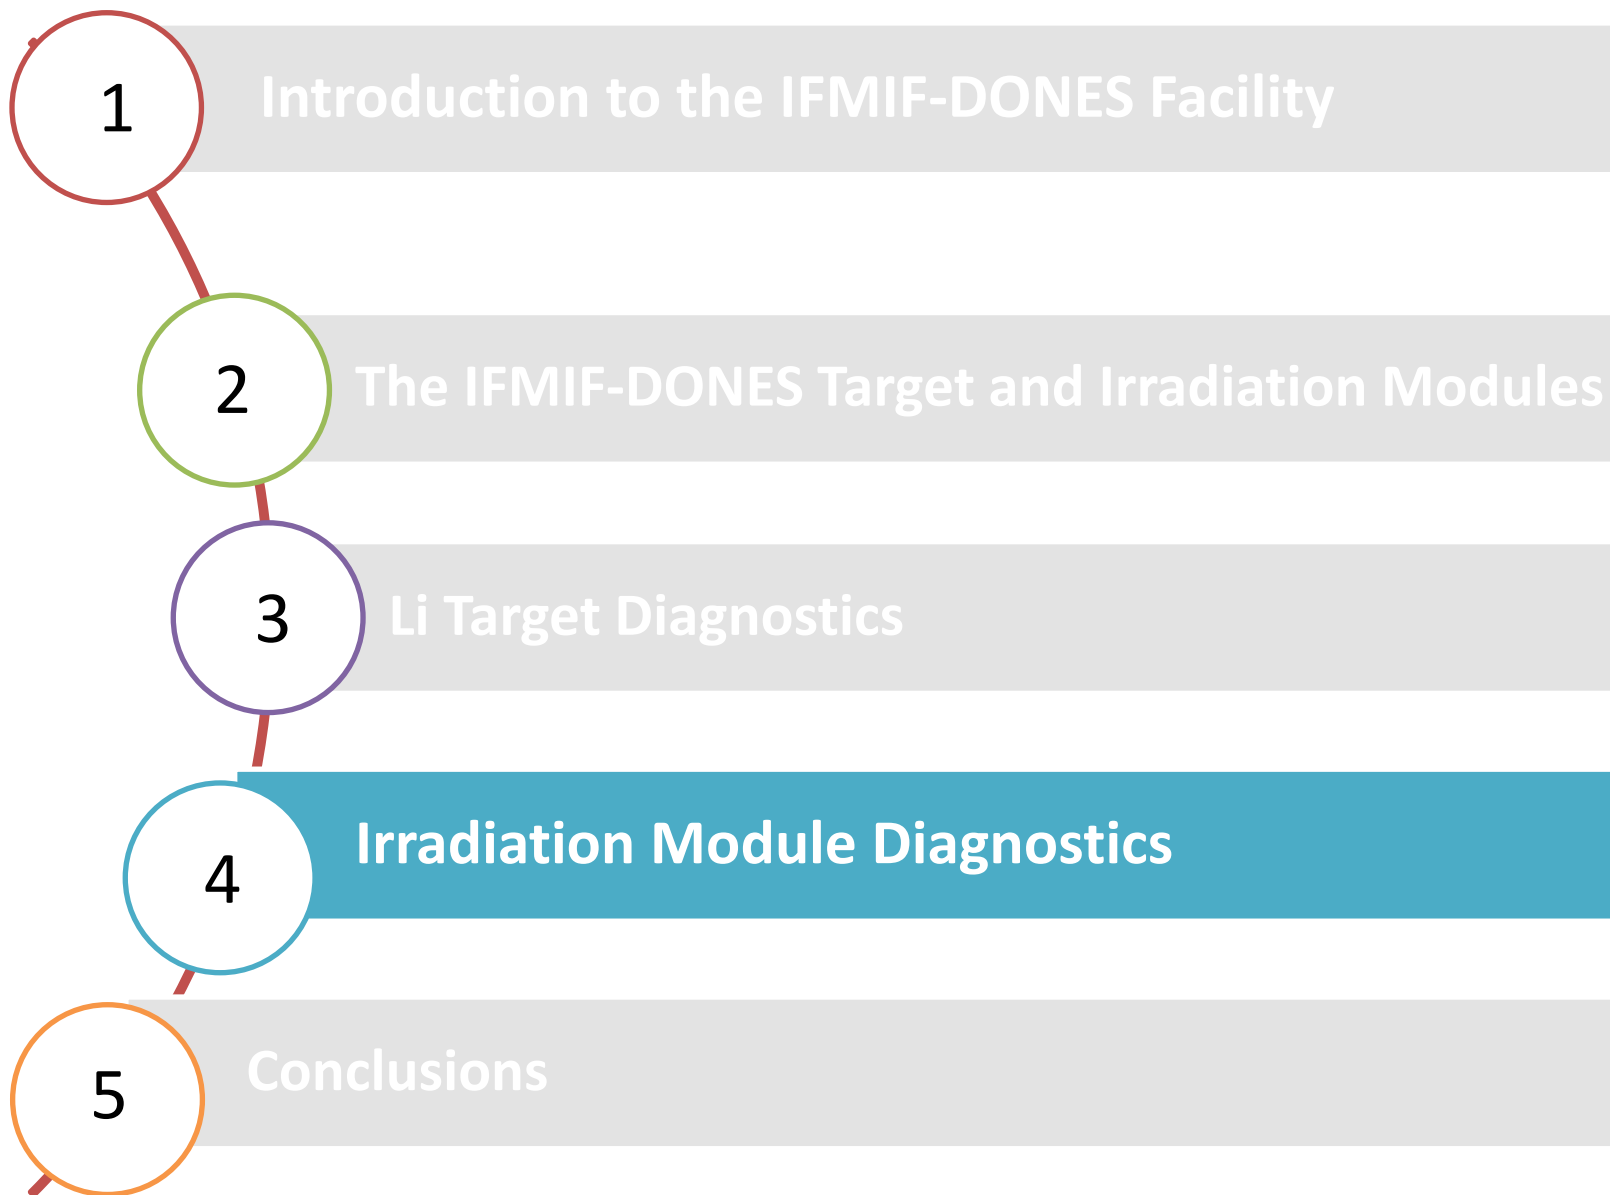 1
Introduction to the IFMIF-DONES Facility
2
The IFMIF-DONES Target and Irradiation Modules
3
Li Target Diagnostics
4
Irradiation Module Diagnostics
5
Conclusions